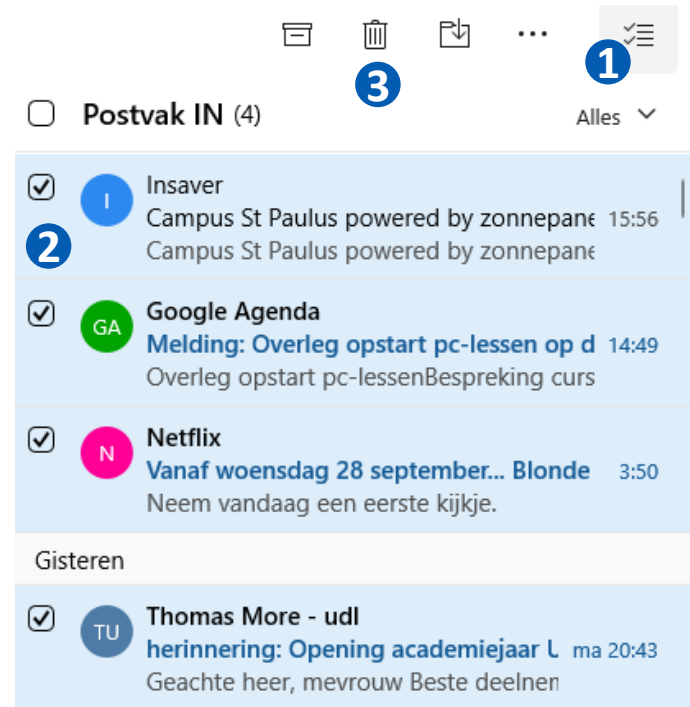 1
3
Postvak IN (4)
Alles
I
Insaver
Campus St Paulus powered by zonnepane 15:56
Campus St Paulus powered by zonnepane
2
GA
Google Agenda
Melding: Overleg opstart pc-lessen op d 14:49
Overleg opstart pc-lessenBespreking curs
N
Netflix
Vanaf woensdag 28 september... Blonde 3:50
Neem vandaag een eerste kijkje.
Gisteren
TU
Thomas More - udl
herinnering: Opening academiejaar U ma 20:43
Geachte heer, mevrouw Beste deelnen